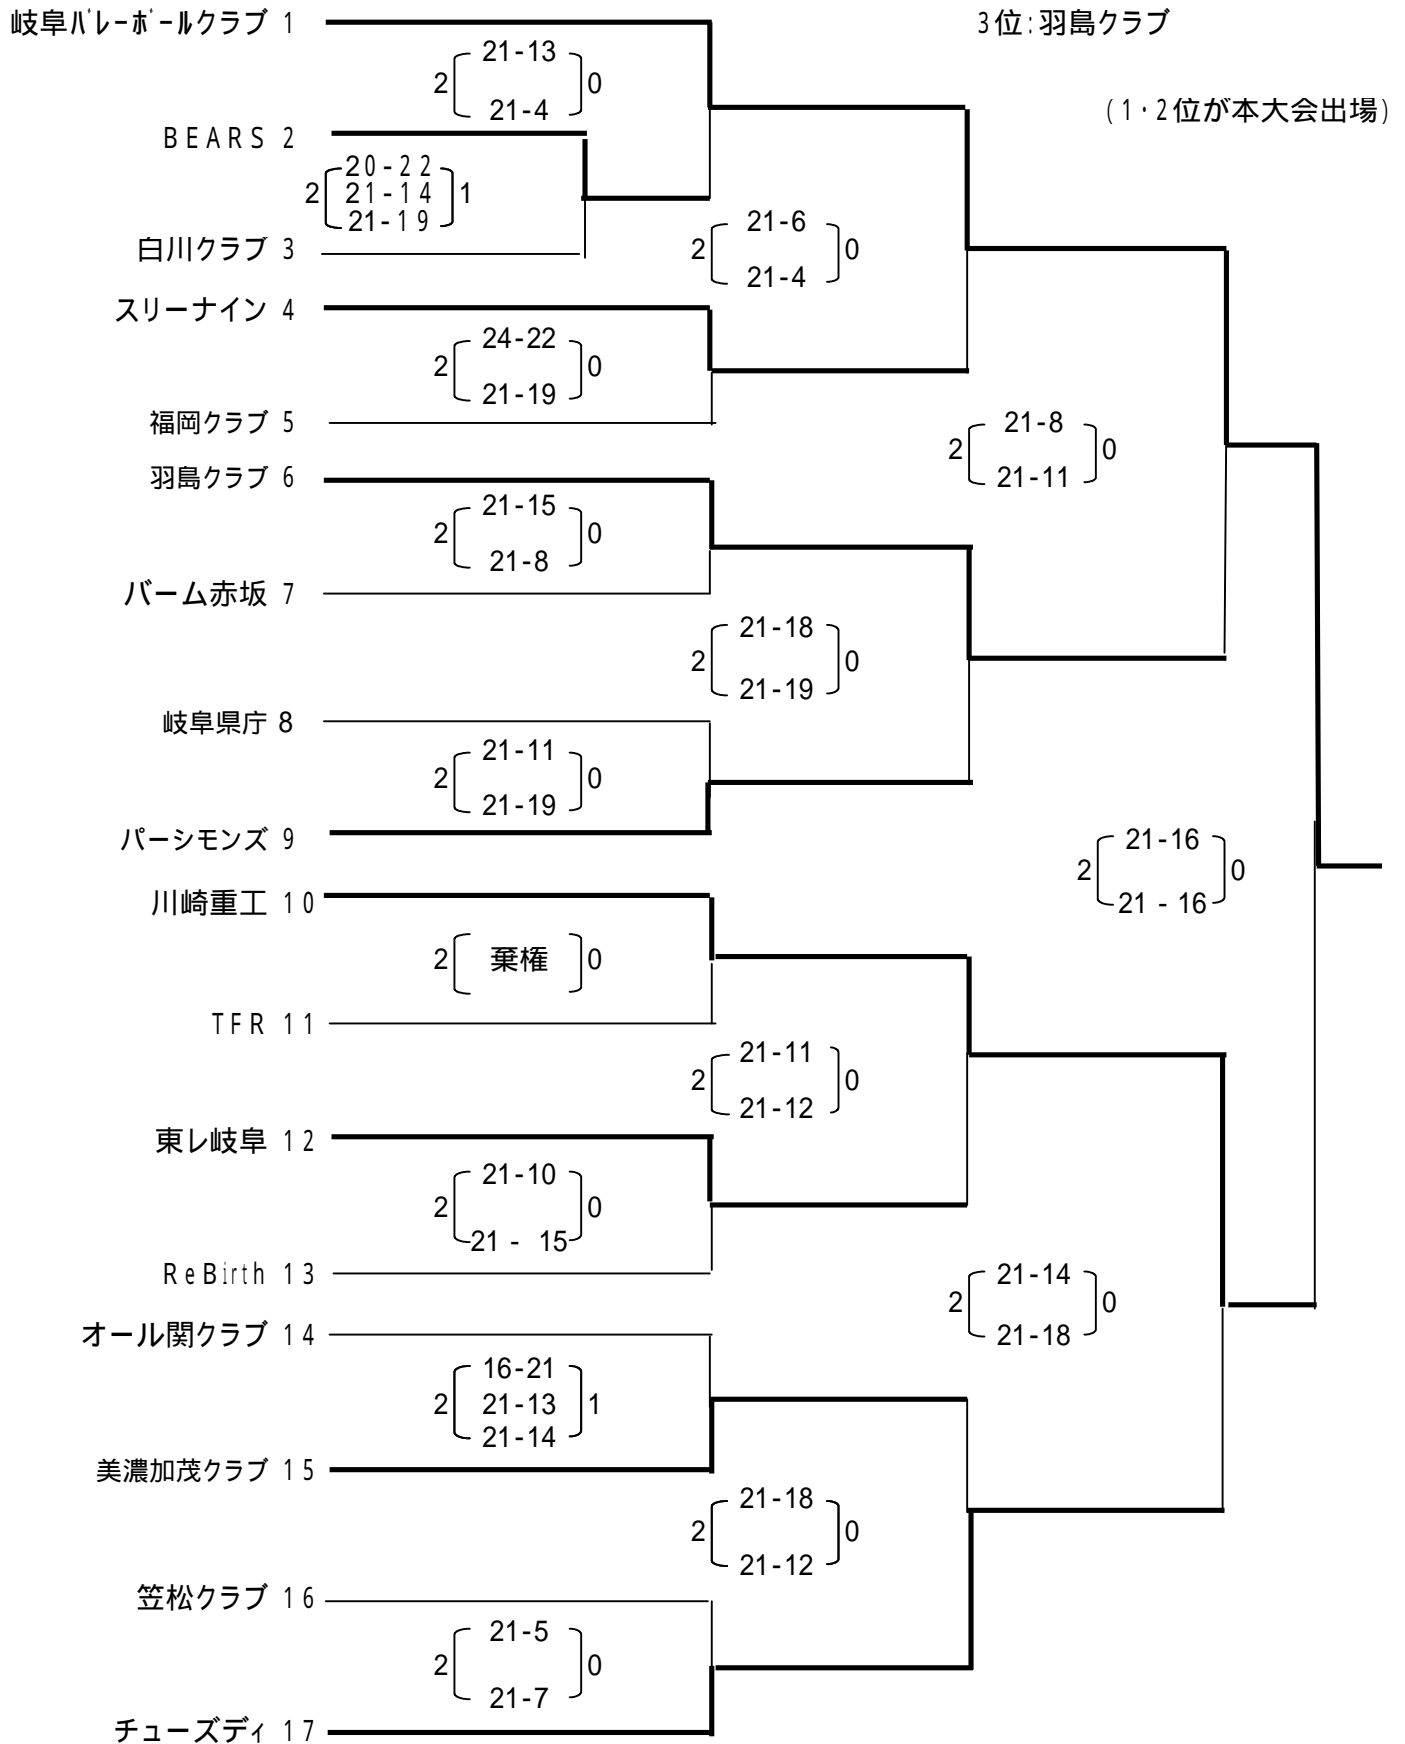 岐阜ﾊﾞﾚｰﾎﾞｰﾙクラブ 1
3位:羽島クラブ
21-13
2 0
21-4
(1・2位が本大会出場)
BEARS 2
20-22
2 21-14 1
21-19
白川クラブ 3
21-6
2 0
21-4
スリーナイン 4
24-22
2 0
21-19
福岡クラブ 5
21-8
2 0
21-11
羽島クラブ 6
21-15
2 0
21-8
バーム赤坂 7
21-18
2 0
21-19
岐阜県庁 8
21-11
2 0
21-19
パーシモンズ 9
21-16
2 0
21 - 16
川崎重工 10
2 棄権 0
TFR 11
21-11
2 0
21-12
東レ岐阜 12
21-10
2 0
21 - 15
ReBirth 13
21-14
2 0
21-18
オール関クラブ 14
16-21
2 21-13 1
21-14
美濃加茂クラブ 15
21-18
2 0
21-12
笠松クラブ 16
21-5
2 0
21-7
チューズディ 17